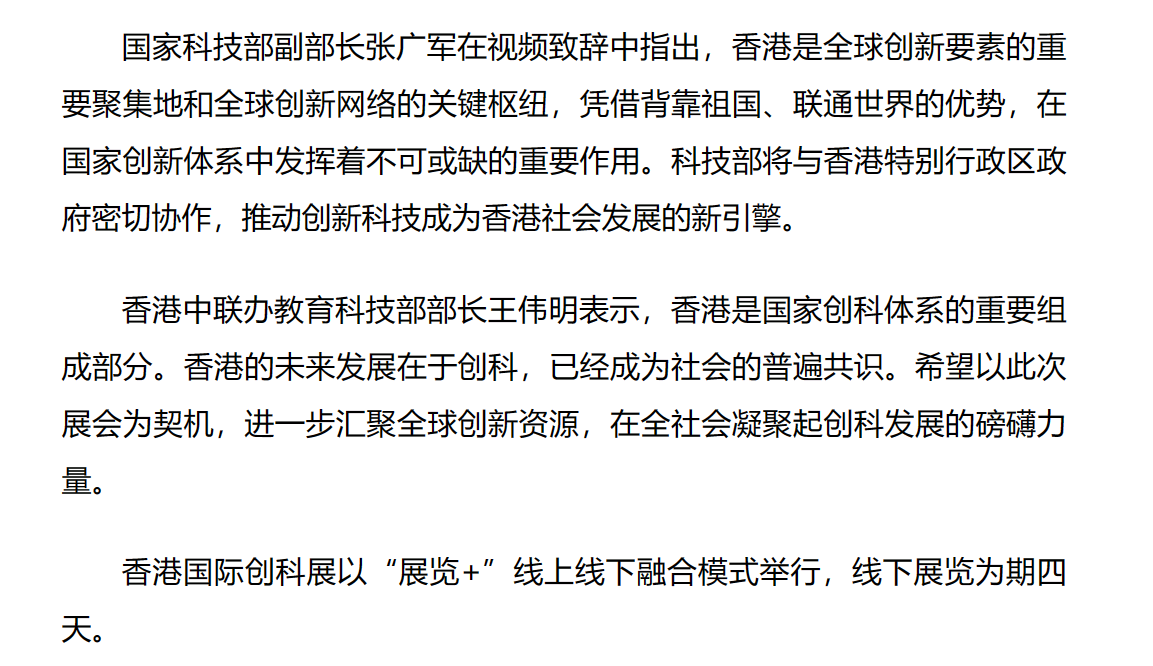 国家科技部副部长张广军在视频致辞中指出，香港是全球创新要素的重
要聚集地和全球创新网络的关键枢纽，凭借背靠祖国、联通世界的优势，在
国家创新体系中发挥着不可或缺的重要作用。科技部将与香港特别行政区政
府密切协作，推动创新科技成为香港社会发展的新引擎。
香港中联办教育科技部部长王伟明表示，香港是国家创科体系的重要组
成部分。香港的未来发展在于创科，已经成为社会的普遍共识。希望以此次
展会为契机，进一步汇聚全球创新资源，在全社会凝聚起创科发展的磅礴力
量。
香港国际创科展以“展览+”线上线下融合模式举行，线下展览为期四
天。